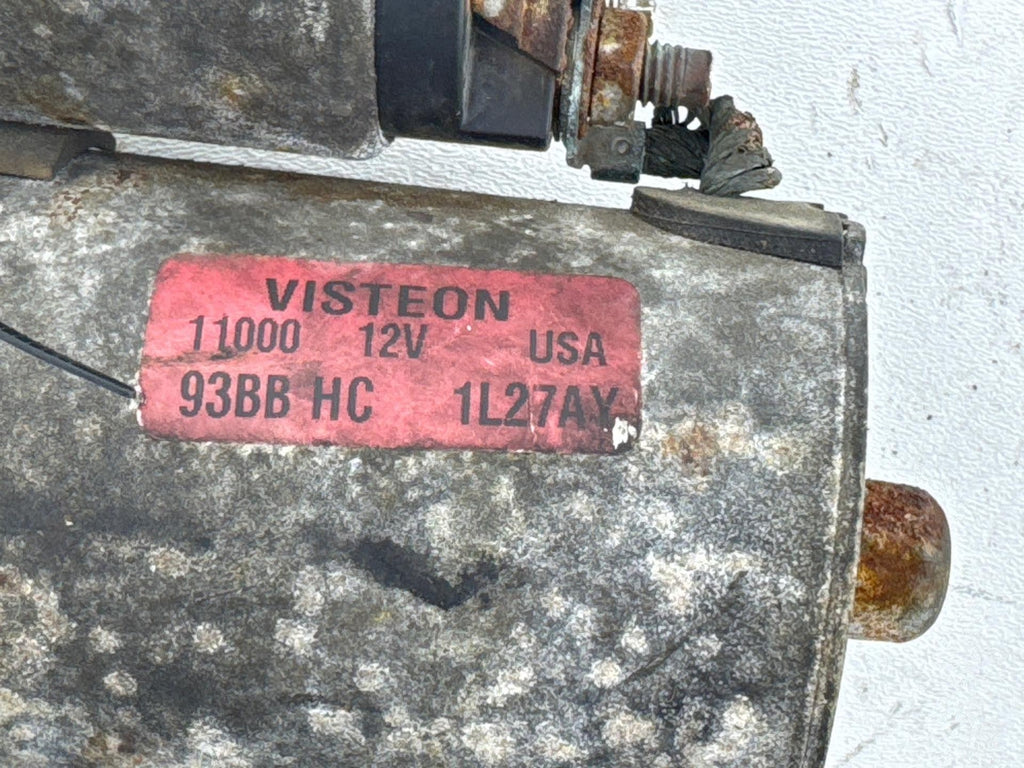 VISTEON
11000 12V USA
93BB HC 1L27AY